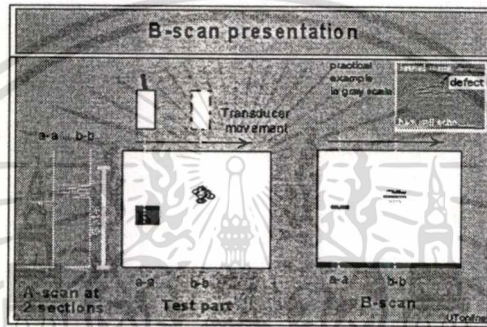 B-scan presentation
practical
example
in gray scale
defect
Transducer
movement
a-a ... b-b
a-a
b-b
a-a
b-b
A-scan at
2 sections
Test part
B-scan